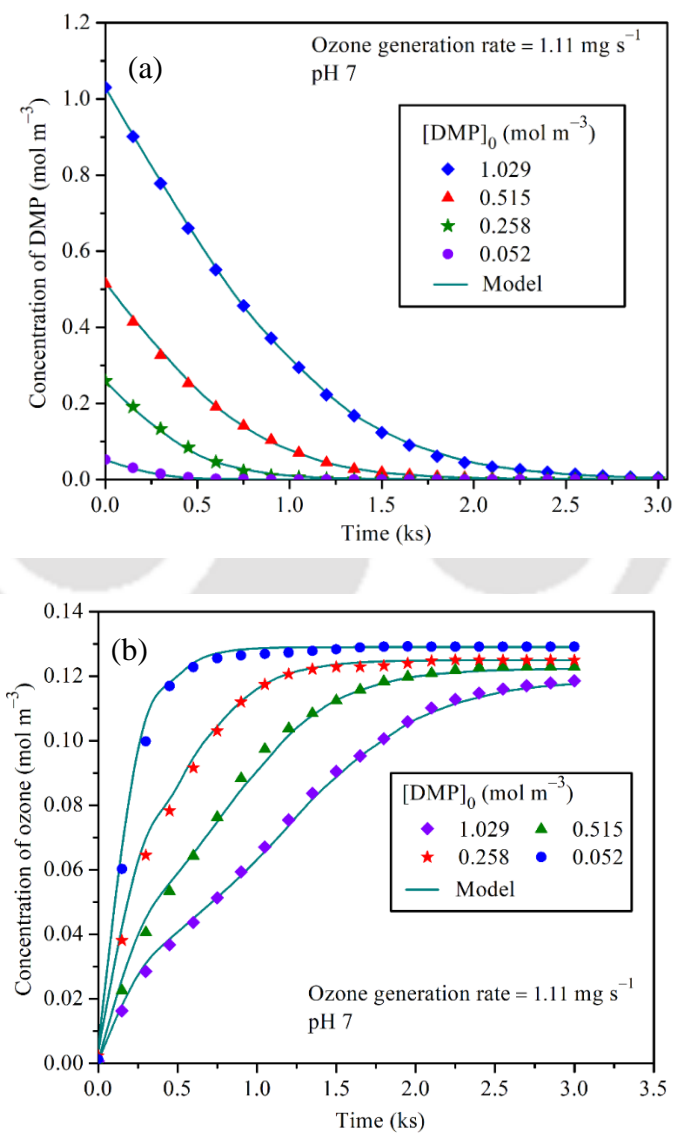 (a)
Ozone generation rate = 1.11 mg s⁻¹
pH 7
[DMP]₀ (mol m⁻³)
1.029
0.515
0.258
0.052
Model
1.2
1.0
0.8
0.6
0.4
0.2
0.0
Concentration of DMP (mol m⁻³)
0.0 0.5 1.0 1.5 2.0 2.5 3.0
Time (ks)
(b)
0.14
0.12
0.10
0.08
0.06
0.04
0.02
0.00
Concentration of ozone (mol m⁻³)
[DMP]₀ (mol m⁻³)
1.029 0.515
0.258 0.052
Model
Ozone generation rate = 1.11 mg s⁻¹
pH 7
0.0 0.5 1.0 1.5 2.0 2.5 3.0 3.5
Time (ks)